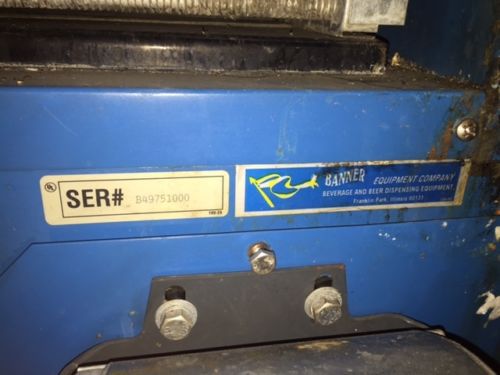 SER# B49751000
BANNER
EQUIPMENT COMPANY
BEVERAGE AND BEER DISPENSING EQUIPMENT
Franklin Park, Illinois 60131